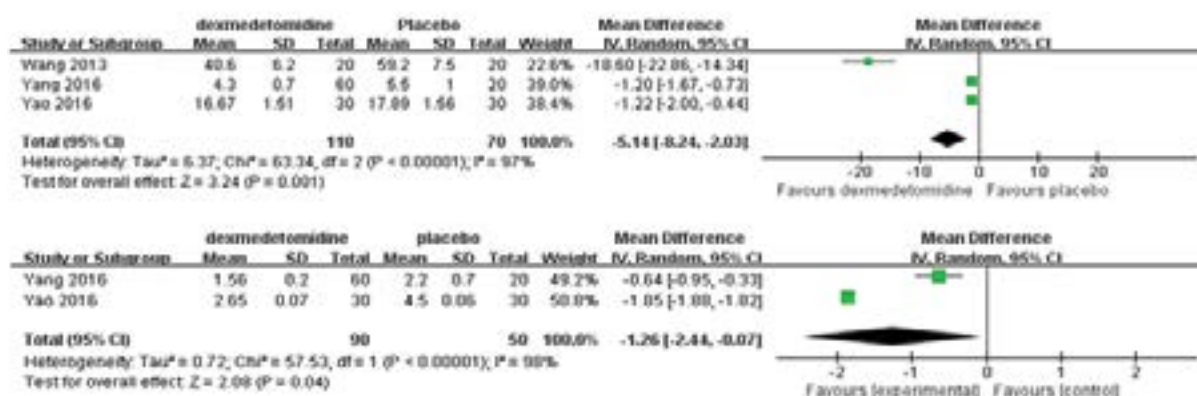 dexmedetomidine Placebo Mean Difference Mean Difference
Study or Subgroup Mean SD Total Mean SD Total Weight IV, Random, 95% CI IV, Random, 95% CI
Wang 2013 40.6 6.2 20 59.2 7.5 20 22.6% -18.60 [-22.86, -14.34]
Yang 2016 4.3 0.7 60 5.5 1 20 39.0% -1.20 [-1.67, -0.73]
Yao 2016 16.67 1.51 30 17.89 1.56 30 38.4% -1.22 [-2.00, -0.44]
Total (95% CI) 110 70 100.0% -5.14 [-8.24, -2.03]
Heterogeneity: Tau² = 6.37; Chi² = 63.34, df = 2 (P < 0.00001); I² = 97%
Test for overall effect: Z = 3.24 (P = 0.001)
-20 -10 0 10 20
Favours dexmedetomidine Favours placebo
dexmedetomidine placebo Mean Difference Mean Difference
Study or Subgroup Mean SD Total Mean SD Total Weight IV, Random, 95% CI IV, Random, 95% CI
Yang 2016 1.56 0.2 60 2.2 0.7 20 49.2% -0.64 [-0.95, -0.33]
Yao 2016 2.65 0.07 30 4.5 0.06 30 50.8% -1.85 [-1.88, -1.82]
Total (95% CI) 90 50 100.0% -1.26 [-2.44, -0.07]
Heterogeneity: Tau² = 0.72; Chi² = 57.53, df = 1 (P < 0.00001); I² = 98%
Test for overall effect: Z = 2.08 (P = 0.04)
-2 -1 0 1 2
Favours [experimental] Favours [control]